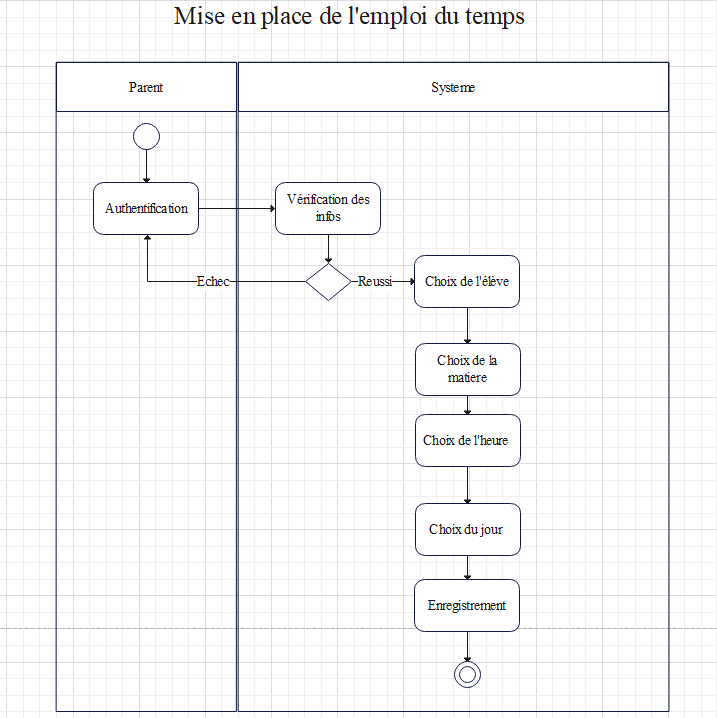 Mise en place de l'emploi du temps
Parent
Systeme
Authentification
Vérification des
infos
Echec
Reussi
Choix de l'élève
Choix de la
matiere
Choix de l'heure
Choix du jour
Enregistrement